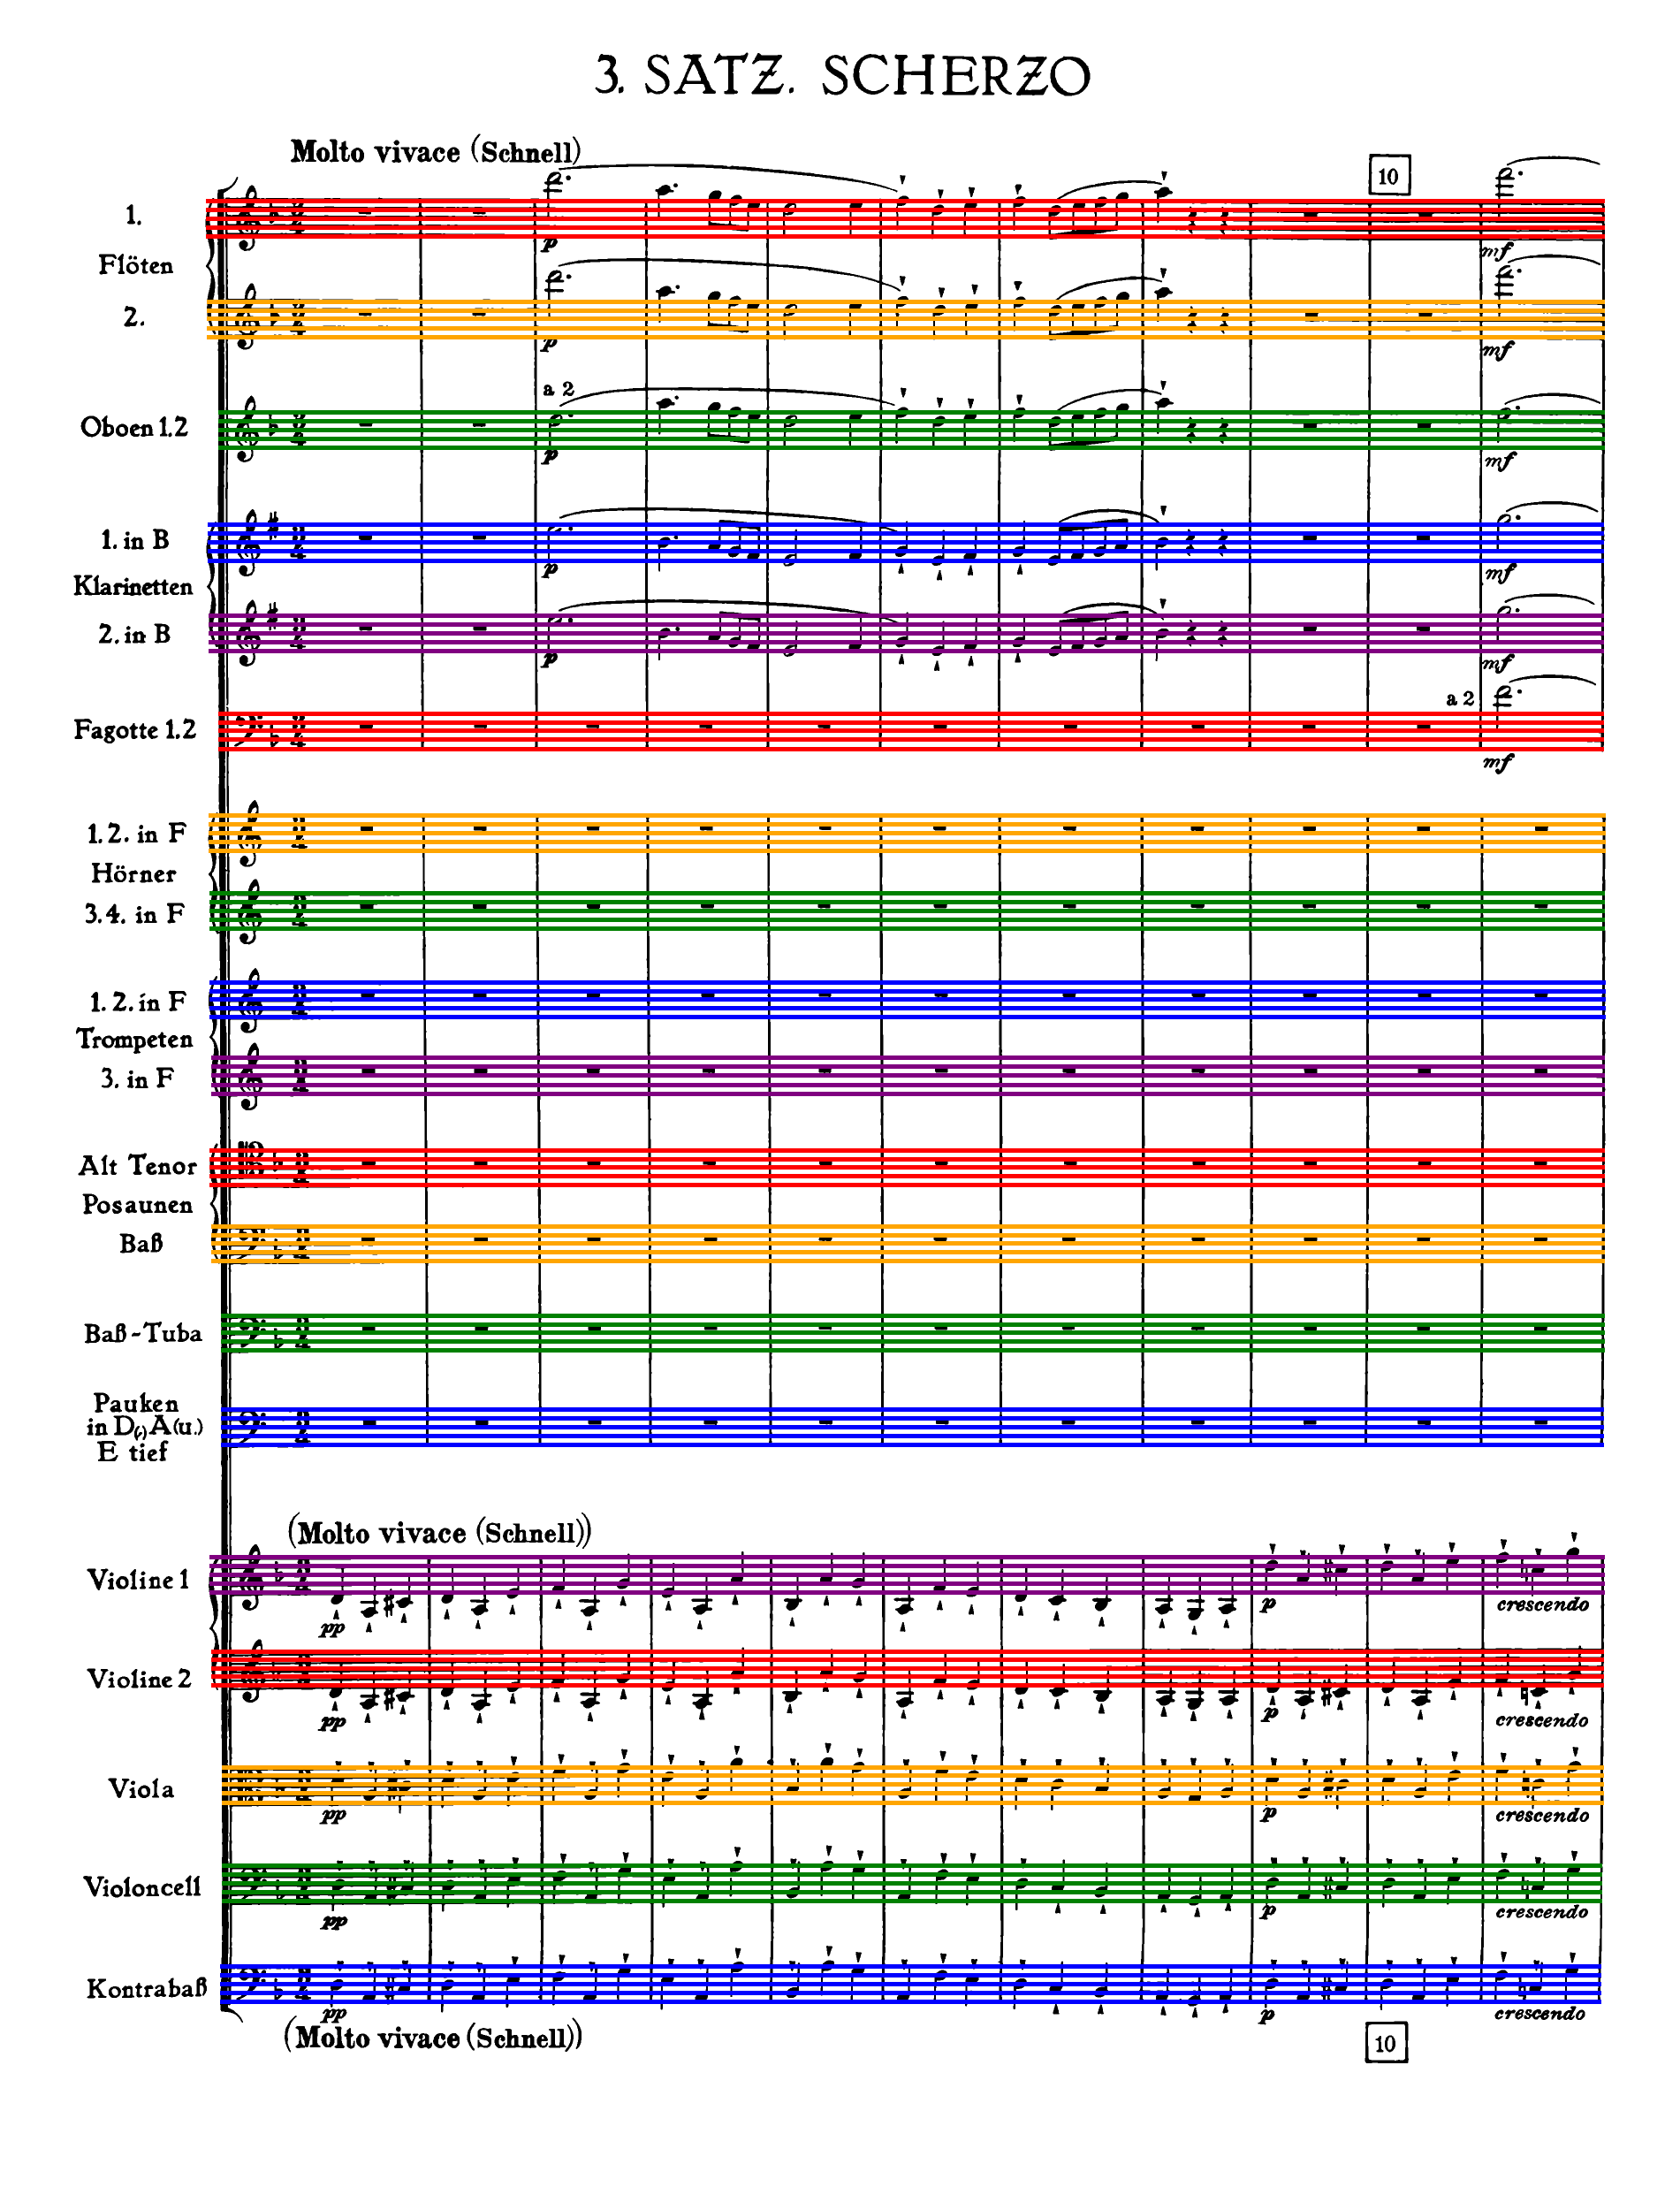 3. SATZ. SCHERZO
Molto vivace (Schnell)
10
1.
p
mf
Flöten
2.
p
mf
a 2
Oboen 1.2
p
mf
1. in B
p
mf
Klarinetten
2. in B
p
mf
a 2
Fagotte 1.2
mf
1.2. in F
Hörner
3.4. in F
1.2. in F
Trompeten
3. in F
Alt Tenor
Posaunen
Baß
Baß-Tuba
Pauken
in D(,) A(u.)
E tief
(Molto vivace (Schnell))
Violine 1
pp p crescendo
Violine 2
pp p crescendo
Viola
pp p crescendo
Violoncell
pp p crescendo
Kontrabaß
pp p crescendo
(Molto vivace (Schnell))
10